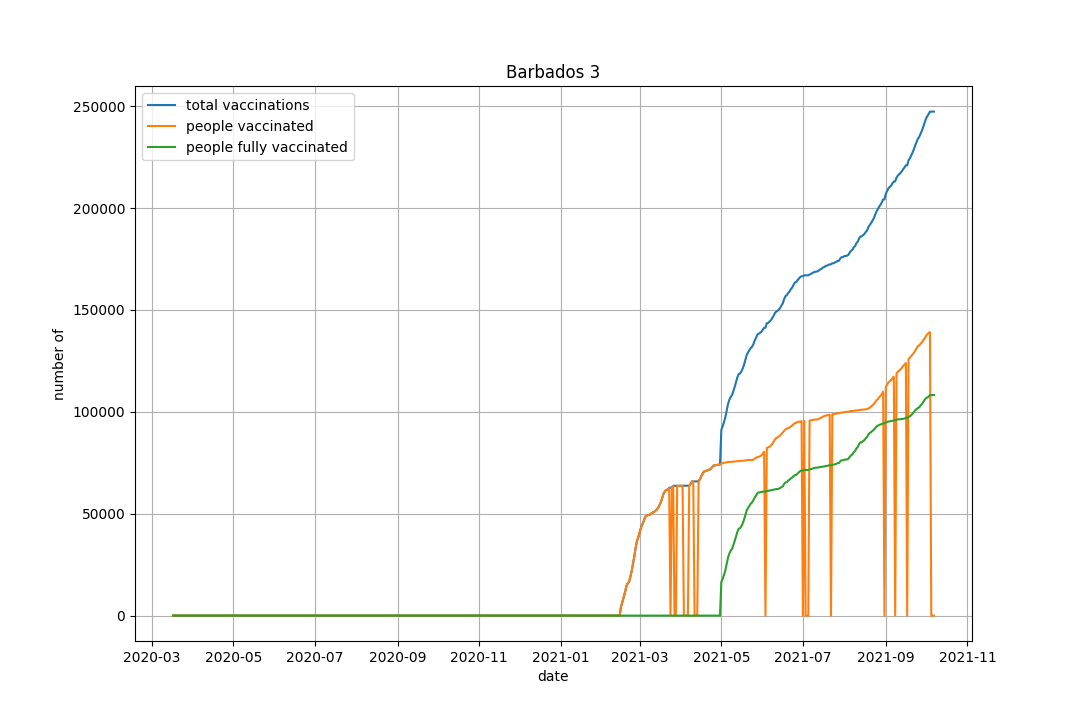 Barbados 3
total vaccinations
people vaccinated
people fully vaccinated
250000
200000
150000
100000
50000
0
number of
2020-03 2020-05 2020-07 2020-09 2020-11 2021-01 2021-03 2021-05 2021-07 2021-09 2021-11
date